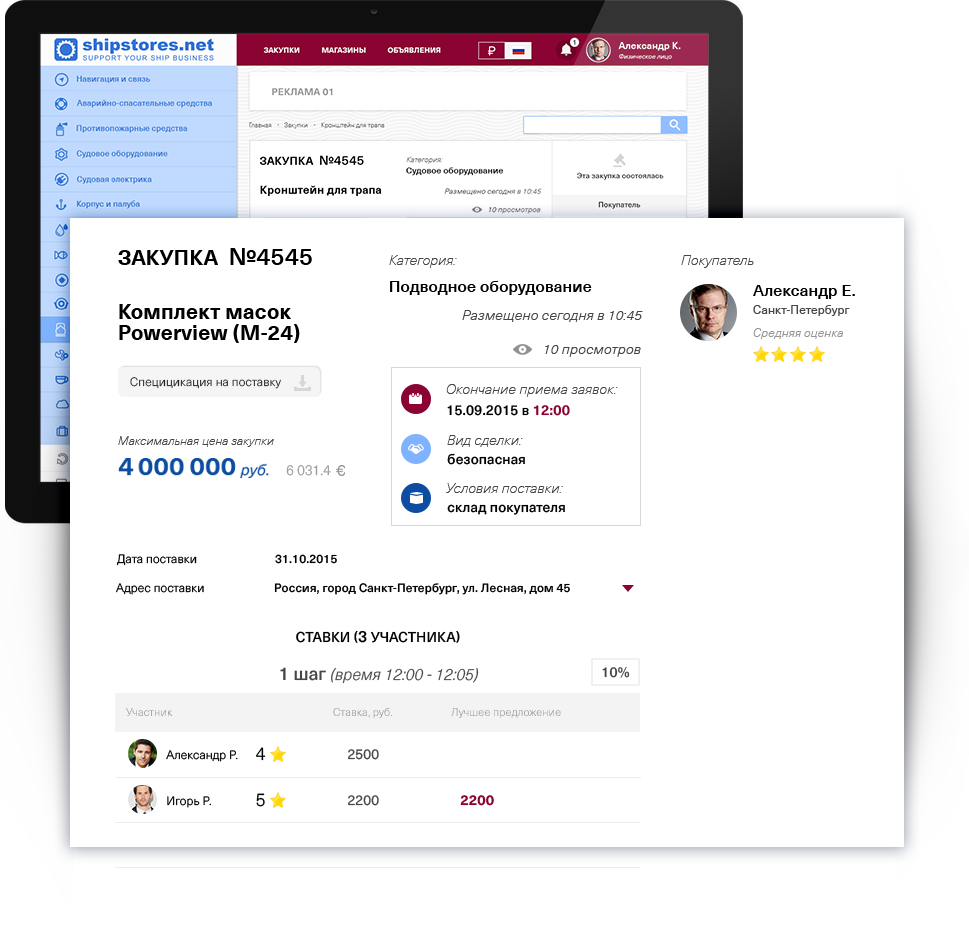 shipstores.net
SUPPORT YOUR SHIP BUSINESS
ЗАКУПКИ МАГАЗИНЫ ОБЪЯВЛЕНИЯ
₽
1
Александр К.
Физическое лицо
Навигация и связь
Аварийно-спасательные средства
Противопожарные средства
Судовое оборудование
Судовая электрика
Корпус и палуба
РЕКЛАМА 01
Главная • Закупки • Кронштейн для трапа
ЗАКУПКА №4545
Кронштейн для трапа
Категория:
Судовое оборудование
Размещено сегодня в 10:45
10 просмотров
Эта закупка состоялась
Покупатель
ЗАКУПКА №4545
Комплект масок
Powerview (M-24)
Специцикация на поставку
Максимальная цена закупки
4 000 000 руб. 6 031.4 €
Категория:
Подводное оборудование
Размещено сегодня в 10:45
10 просмотров
Окончание приема заявок:
15.09.2015 в 12:00
Вид сделки:
безопасная
Условия поставки:
склад покупателя
Покупатель
Александр Е.
Санкт-Петербург
Средняя оценка
Дата поставки 31.10.2015
Адрес поставки Россия, город Санкт-Петербург, ул. Лесная, дом 45
СТАВКИ (3 УЧАСТНИКА)
1 шаг (время 12:00 - 12:05) 10%
Участник Ставка, руб. Лучшее предложение
Александр Р. 4 2500
Игорь Р. 5 2200 2200